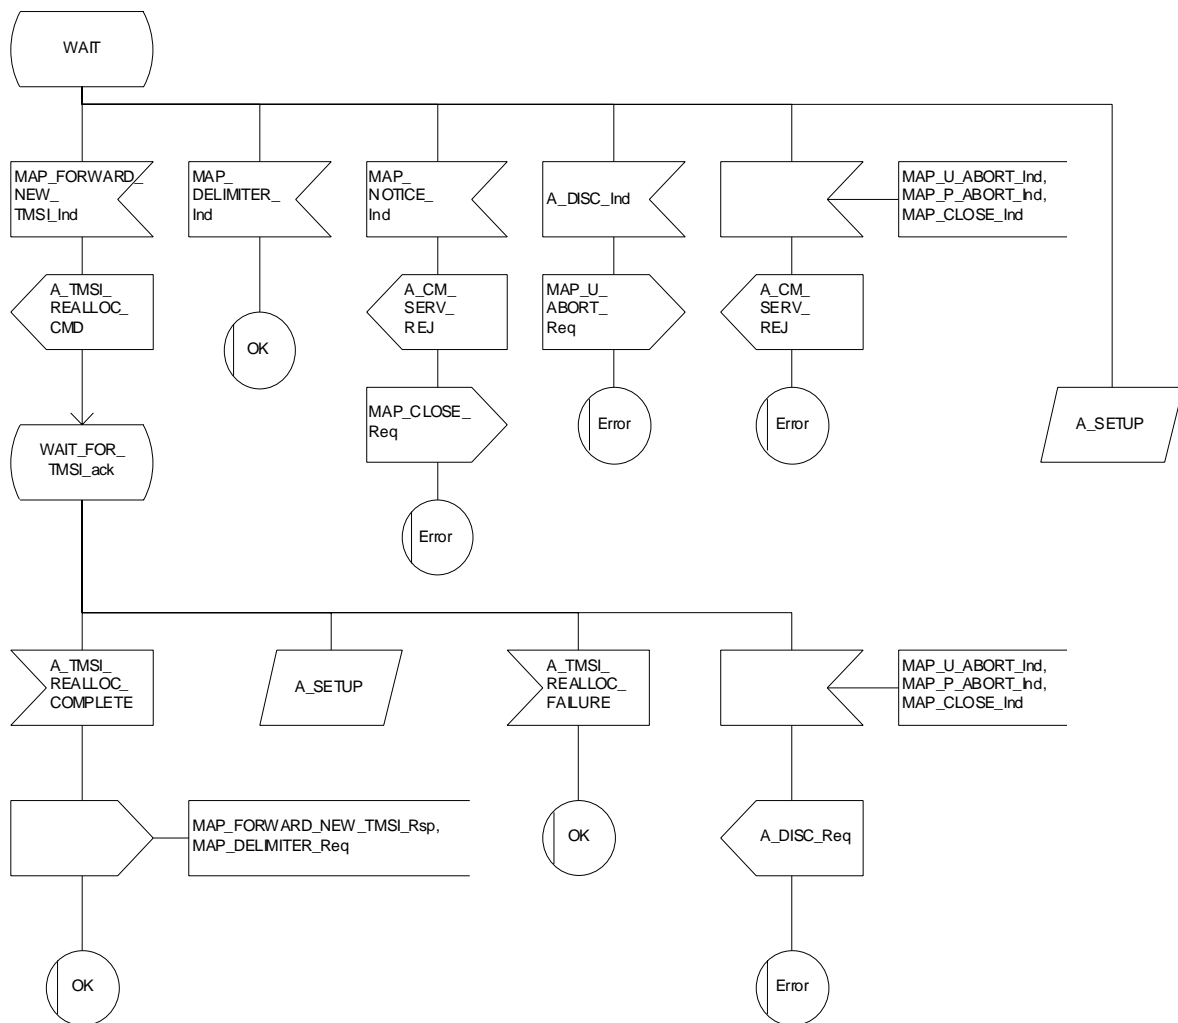 WAIT
MAP_FORWARD_
NEW_
TMSI_Ind
MAP_
DELIMITER_
Ind
MAP_
NOTICE_
Ind
A_DISC_Ind
MAP_U_ABORT_Ind,
MAP_P_ABORT_Ind,
MAP_CLOSE_Ind
A_TMSI_
REALLOC_
CMD
OK
A_CM_
SERV_
REJ
MAP_U_
ABORT_
Req
A_CM_
SERV_
REJ
MAP_CLOSE_
Req
Error
Error
A_SETUP
WAIT_FOR_
TMSI_ack
Error
A_TMSI_
REALLOC_
COMPLETE
A_SETUP
A_TMSI_
REALLOC_
FAILURE
MAP_U_ABORT_Ind,
MAP_P_ABORT_Ind,
MAP_CLOSE_Ind
MAP_FORWARD_NEW_TMSI_Rsp,
MAP_DELIMITER_Req
OK
A_DISC_Req
OK
Error